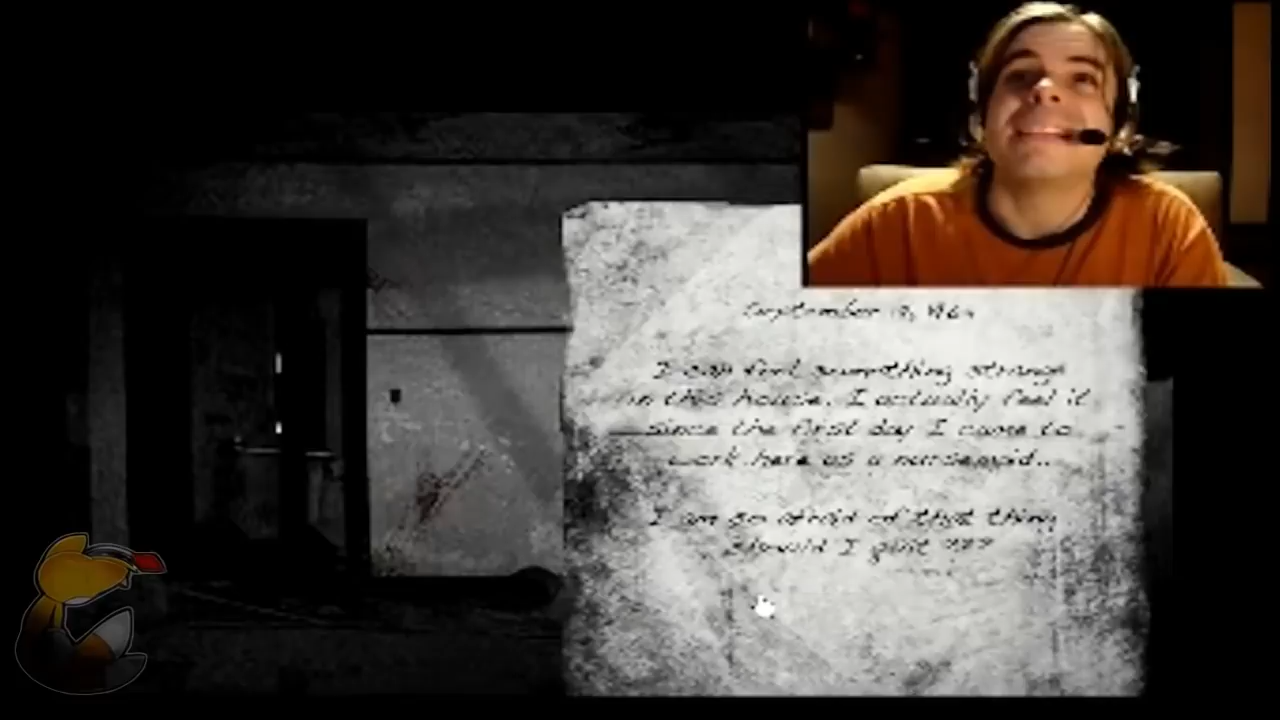 I can feel something strange
in this house. I actually feel it
since the first day I came to
work here as a nursemaid..
I am so afraid of that thing
Should I quit ???